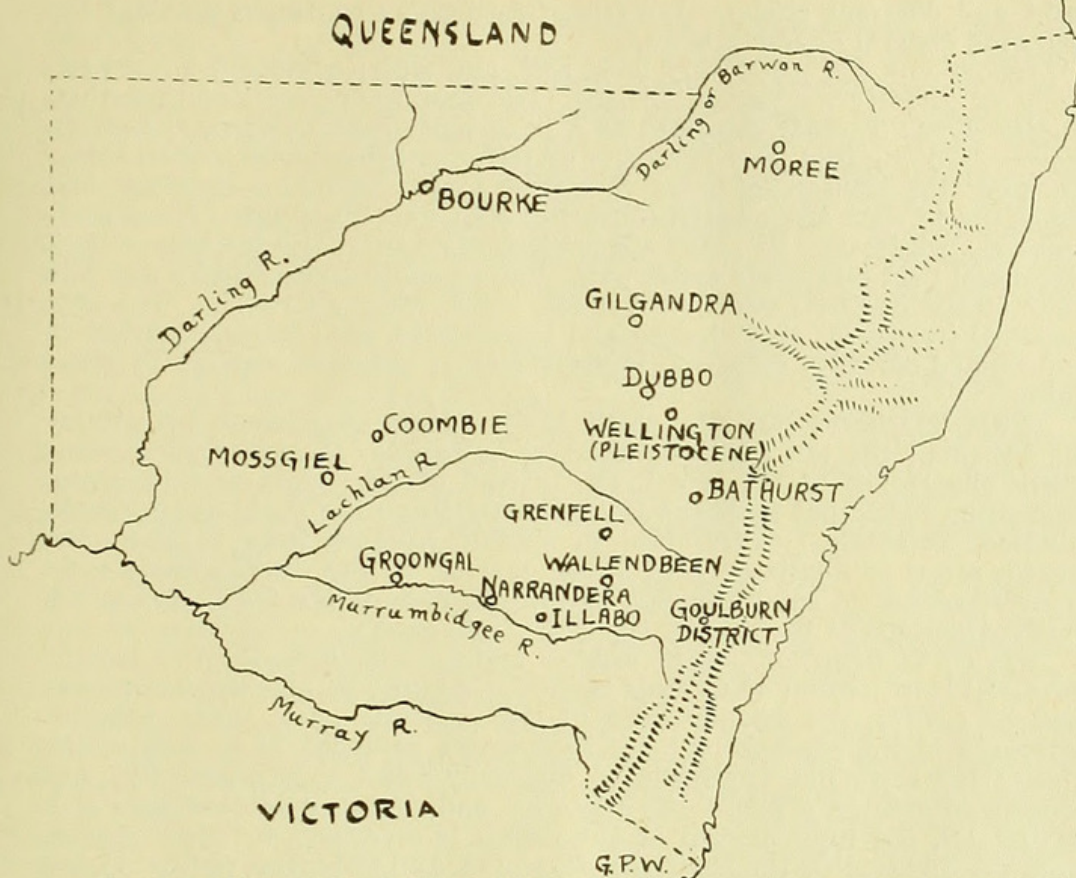 QUEENSLAND
Darling or Barwon R.
MOREE
BOURKE
Darling R.
GILGANDRA
DUBBO
COOMBIE
WELLINGTON
(PLEISTOCENE)
MOSSGIEL
Lachlan R
BATHURST
GRENFELL
GROONGAL
WALLENDBEEN
NARRANDERA
Murrumbidgee R.
ILLABO
GOULBURN
DISTRICT
Murray R.
VICTORIA
G.P.W.